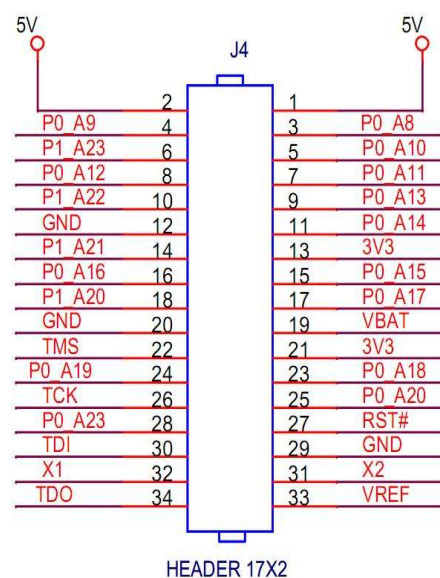 5V 5V
J4
2 1
P0_A9 4 3 P0_A8
P1_A23 6 5 P0_A10
P0_A12 8 7 P0_A11
P1_A22 10 9 P0_A13
GND 12 11 P0_A14
P1_A21 14 13 3V3
P0_A16 16 15 P0_A15
P1_A20 18 17 P0_A17
GND 20 19 VBAT
TMS 22 21 3V3
P0_A19 24 23 P0_A18
TCK 26 25 P0_A20
P0_A23 28 27 RST#
TDI 30 29 GND
X1 32 31 X2
TDO 34 33 VREF
HEADER 17X2